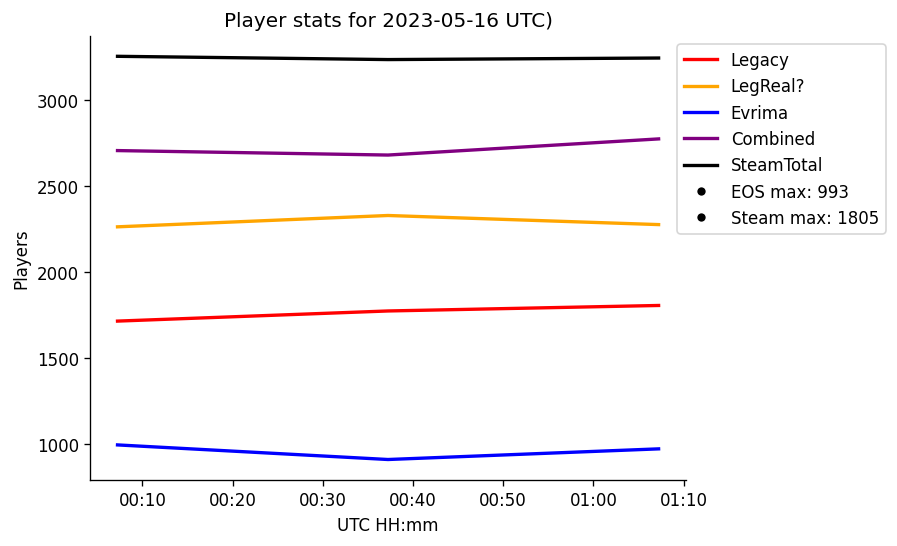 Player stats for 2023-05-16 UTC)
Legacy
LegReal?
Evrima
Combined
SteamTotal
EOS max: 993
Steam max: 1805
Players
3000
2500
2000
1500
1000
00:10 00:20 00:30 00:40 00:50 01:00 01:10
UTC HH:mm